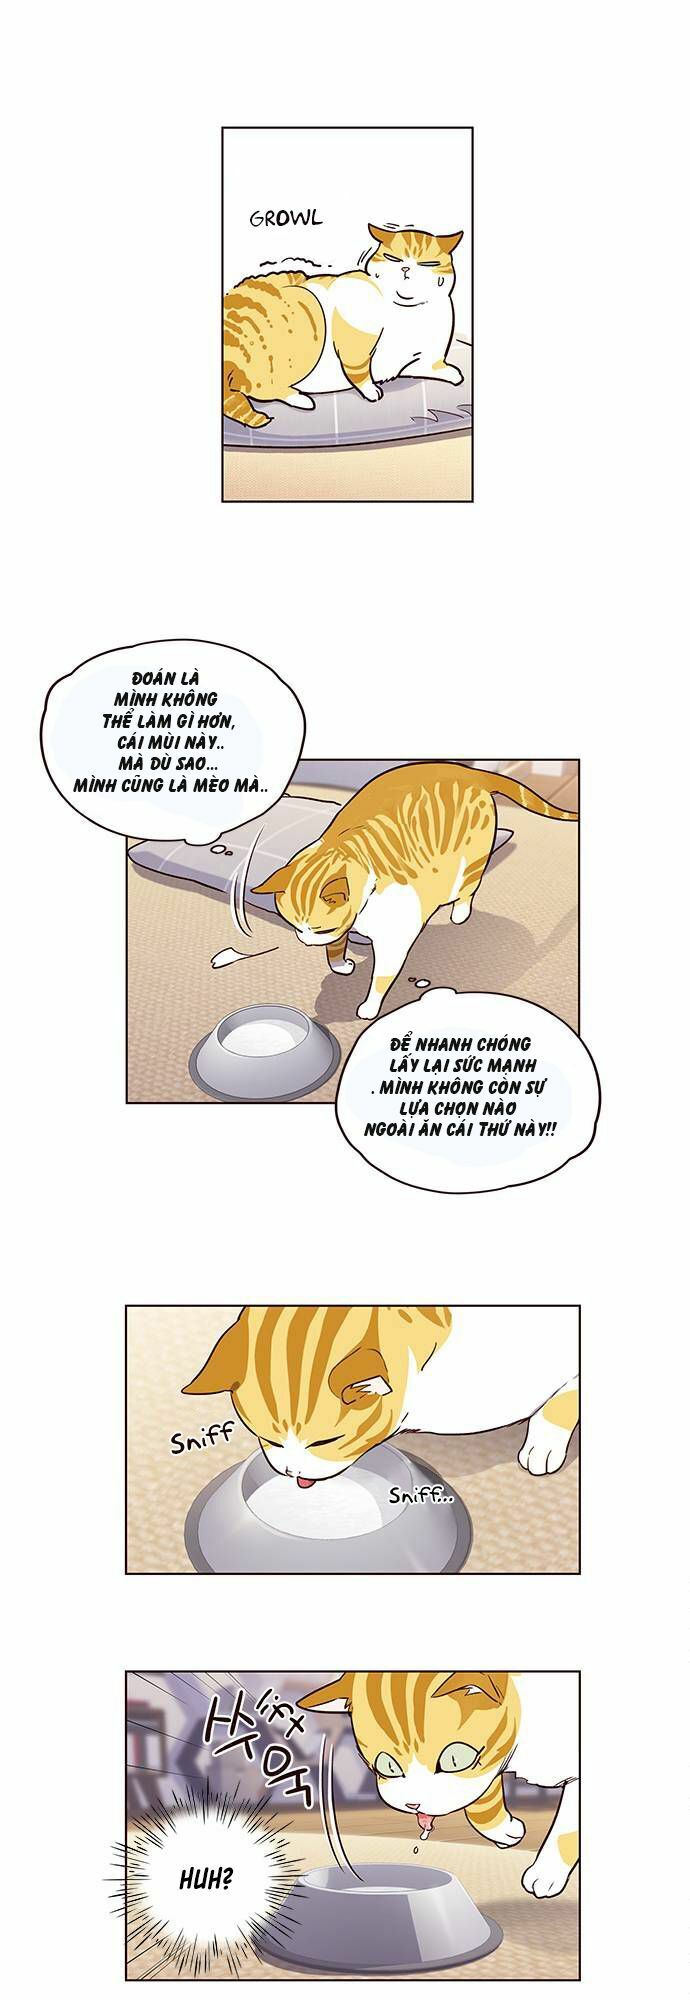 GROWL
ĐOÁN LÀ
MÌNH KHÔNG
THỂ LÀM GÌ HƠN,
CÁI MÙI NÀY..
MÀ DÙ SAO...
MÌNH CŨNG LÀ MÈO MÀ..
ĐỂ NHANH CHÓNG
LẤY LẠI SỨC MẠNH
. MÌNH KHÔNG CÒN SỰ
LỰA CHỌN NÀO
NGOÀI ĂN CÁI THỨ NÀY!!
Sniff
Sniff...
HUH?